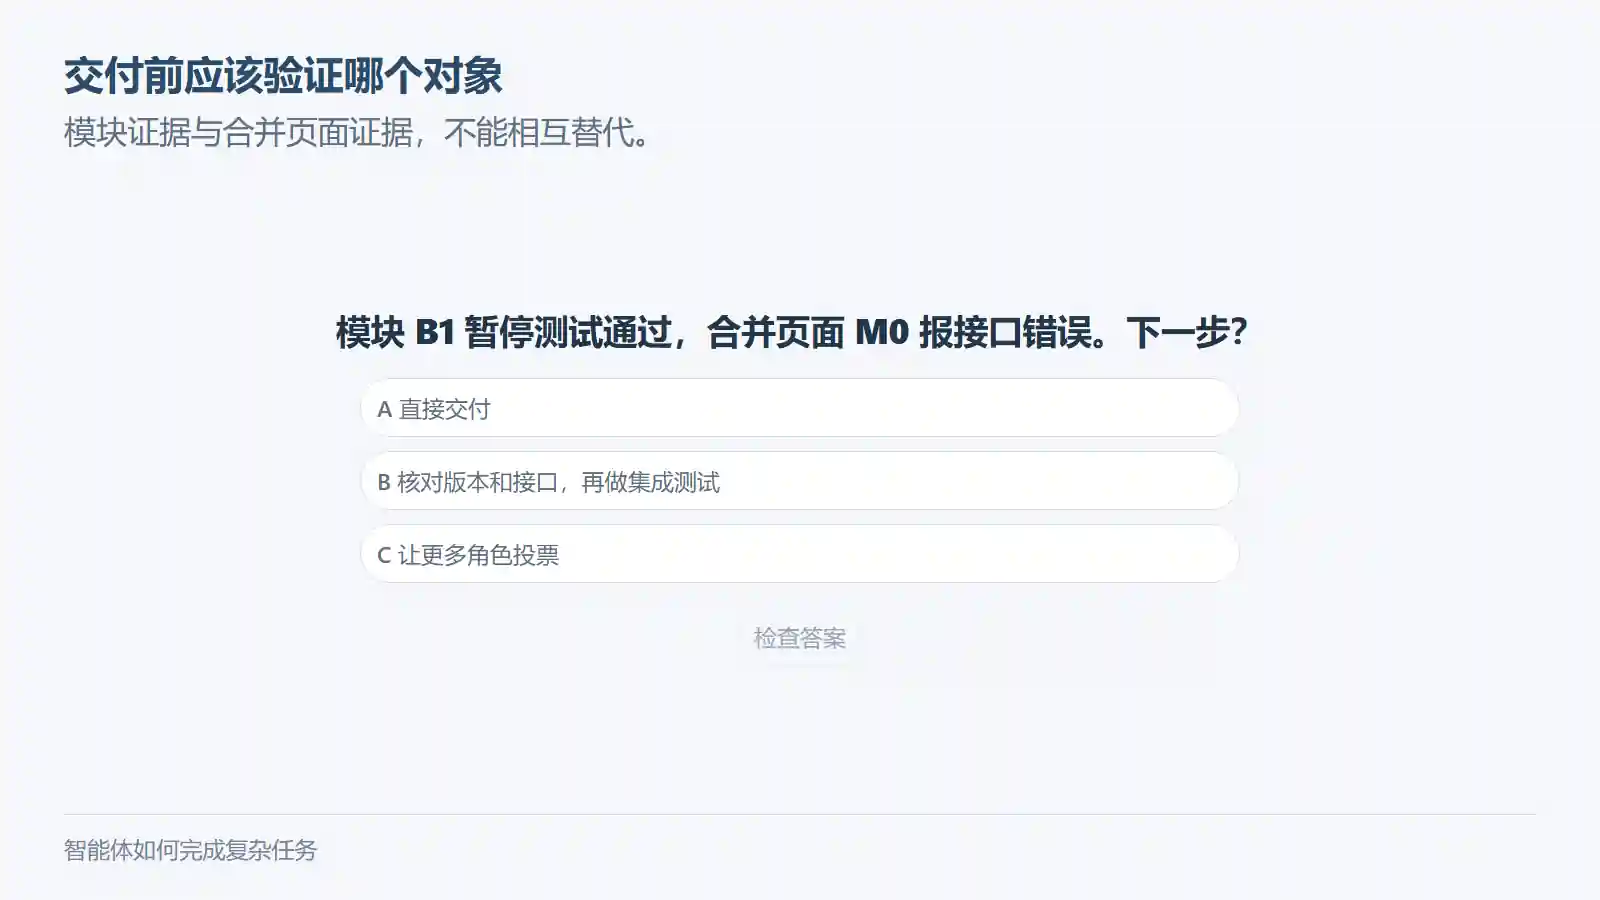 交付前应该验证哪个对象
模块证据与合并页面证据，不能相互替代。
模块 B1 暂停测试通过，合并页面 M0 报接口错误。下一步？
A 直接交付
B 核对版本和接口，再做集成测试
C 让更多角色投票
检查答案
智能体如何完成复杂任务